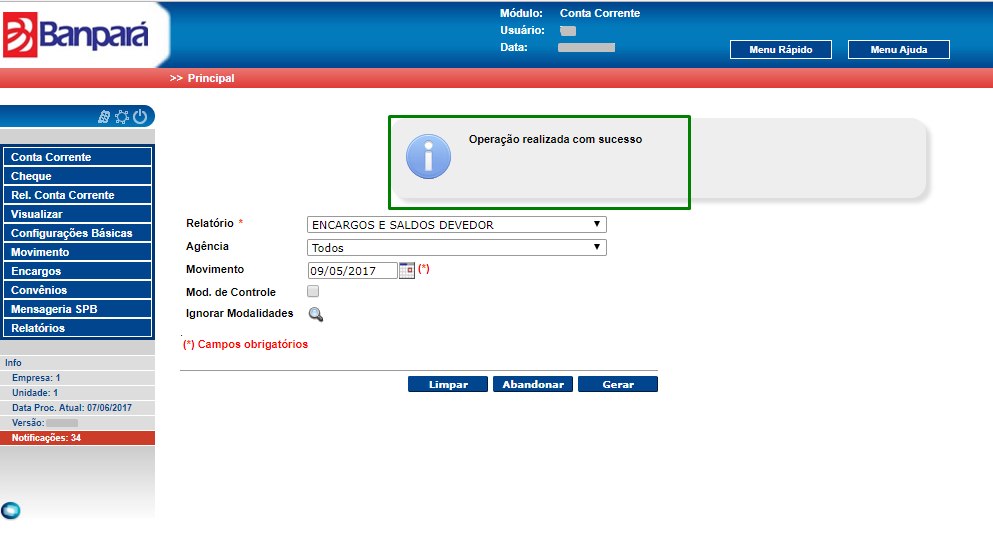 Banpará
Módulo: Conta Corrente
Usuário:
Data:
Menu Rápido
Menu Ajuda
>> Principal
Operação realizada com sucesso
Conta Corrente
Cheque
Rel. Conta Corrente
Visualizar
Configurações Básicas
Movimento
Encargos
Convênios
Mensageria SPB
Relatórios
Info
Empresa: 1
Unidade: 1
Data Proc. Atual: 07/06/2017
Versão:
Notificações: 34
Relatório * ENCARGOS E SALDOS DEVEDOR
Agência Todos
Movimento 09/05/2017 (*)
Mod. de Controle
Ignorar Modalidades
(*) Campos obrigatórios
Limpar Abandonar Gerar